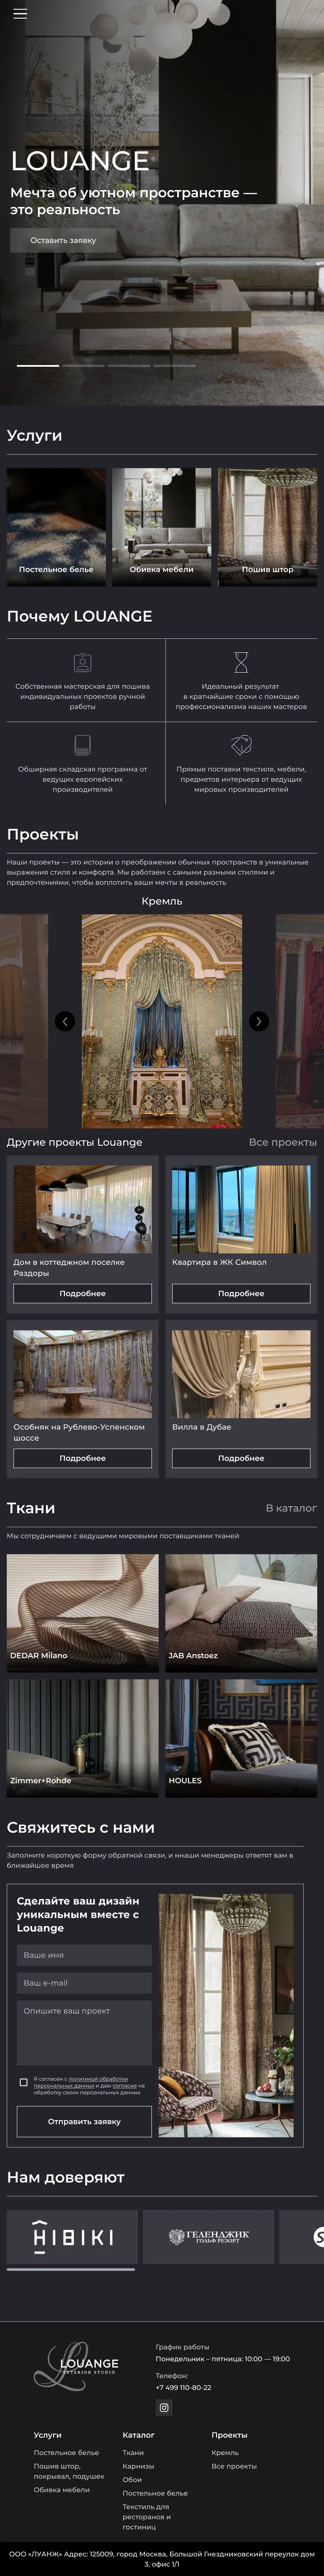 LOUANGE
Мечта об уютном пространстве —
это реальность
Оставить заявку
Услуги
Постельное белье
Обивка мебели
Пошив штор
Почему LOUANGE
Собственная мастерская для пошива
индивидуальных проектов ручной
работы
Идеальный результат
в кратчайшие сроки с помощью
профессионализма наших мастеров
Обширная складская программа от
ведущих европейских
производителей
Прямые поставки текстиля, мебели,
предметов интерьера от ведущих
мировых производителей
Проекты
Наши проекты — это истории о преображении обычных пространств в уникальные
выражения стиля и комфорта. Мы работаем с самыми разными стилями и
предпочтениями, чтобы воплотить ваши мечты в реальность
Кремль
Другие проекты Louange
Все проекты
Дом в коттеджном поселке
Раздоры
Подробнее
Квартира в ЖК Символ
Подробнее
Особняк на Рублево-Успенском
шоссе
Подробнее
Вилла в Дубае
Подробнее
Ткани
В каталог
Мы сотрудничаем с ведущими мировыми поставщиками тканей
DEDAR Milano
JAB Anstoez
Zimmer+Rohde
HOULES
Свяжитесь с нами
Заполните короткую форму обратной связи, и ннаши менеджеры ответят вам в
ближайшее время
Сделайте ваш дизайн
уникальным вместе с
Louange
Ваше имя
Ваш e-mail
Опишите ваш проект
Я согласен с политикой обработки
персональных данных и даю согласие на
обработку своих персональных данных
Отправить заявку
Нам доверяют
HIBIKI
ГЕЛЕНДЖИК
ГОЛЬФ РЕЗОРТ
S
L
LOUANGE
INTERIOR STUDIO
График работы
Понедельник – пятница: 10:00 — 19:00
Телефон:
+7 499 110-80-22
Услуги
Постельное белье
Пошив штор,
покрывал, подушек
Обивка мебели
Каталог
Ткани
Карнизы
Обои
Постельное белье
Текстиль для
ресторанов и
гостиниц
Проекты
Кремль
Все проекты
ООО «ЛУАНЖ» Адрес: 125009, город Москва, Большой Гнездниковский переулок дом
3, офис 1/1